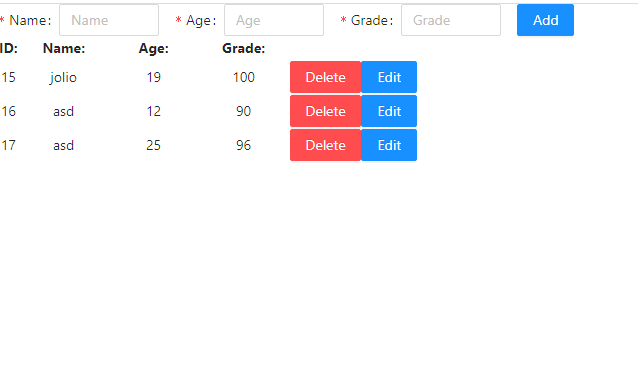 * Name: Name * Age: Age * Grade: Grade Add
ID: Name: Age: Grade:
15 jolio 19 100 Delete Edit
16 asd 12 90 Delete Edit
17 asd 25 96 Delete Edit